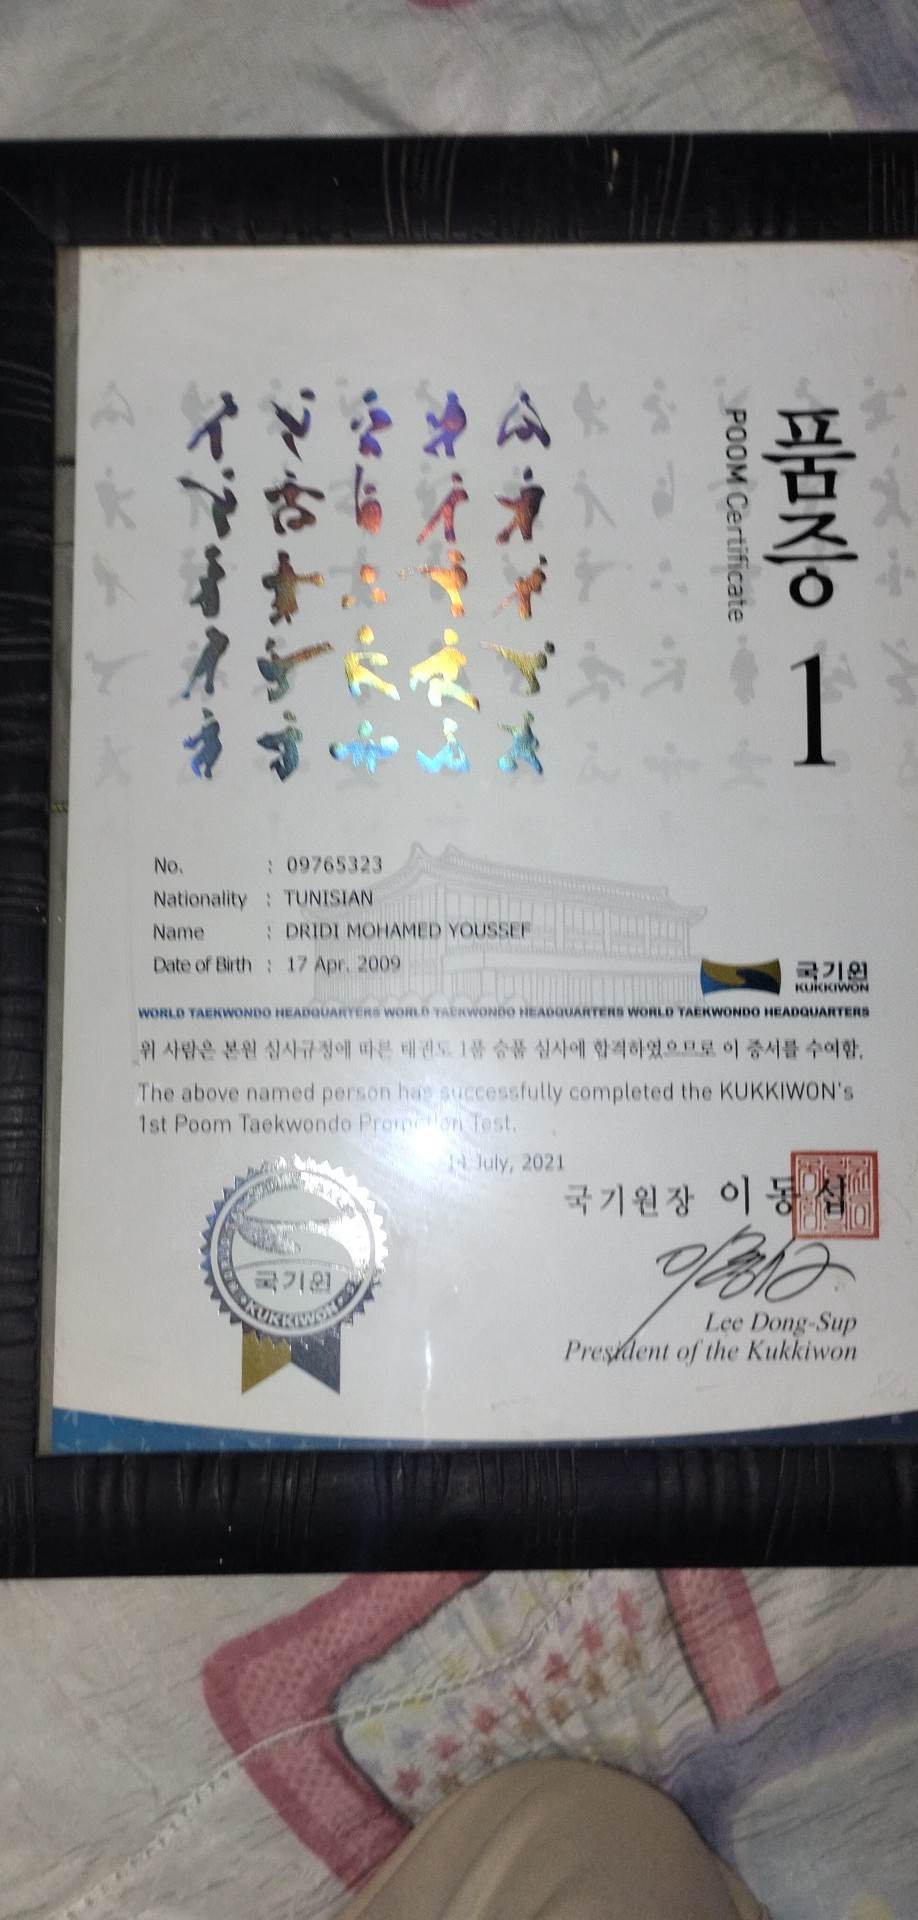 품증 1
POOM Certificate
No. : 09765323
Nationality : TUNISIAN
Name : DRIDI MOHAMED YOUSSEF
Date of Birth : 17 Apr. 2009
국기원
KUKKIWON
WORLD TAEKWONDO HEADQUARTERS WORLD TAEKWONDO HEADQUARTERS WORLD TAEKWONDO HEADQUARTERS
위 사람은 본원 심사규정에 따른 태권도 1품 승품 심사에 합격하였으므로 이 증서를 수여함.
The above named person has successfully completed the KUKKIWON's
1st Poom Taekwondo Promotion Test.
14 July, 2021
국기원장 이동섭
Lee Dong-Sup
President of the Kukkiwon
국기원
KUKKIWON